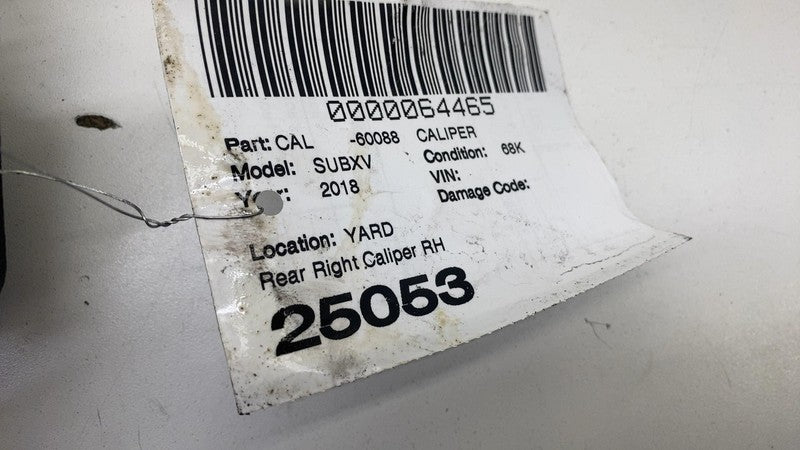 0000064465
Part: CAL -60088 CALIPER
Model: SUBXV Condition: 68K
Year: 2018 VIN:
Damage Code:
Location: YARD
Rear Right Caliper RH
25053